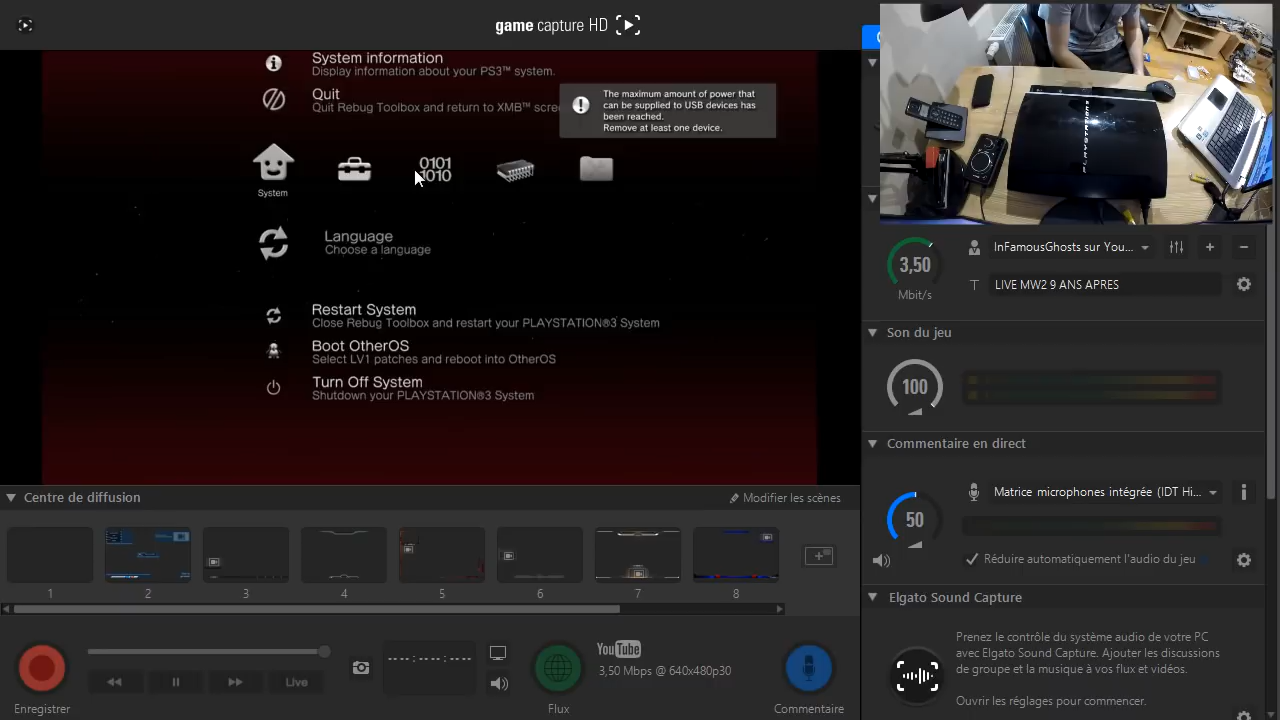 game capture HD
System information
Display information about your PS3™ system.
Quit
Quit Rebug Toolbox and return to XMB™ scre
The maximum amount of power that
can be supplied to USB devices has
been reached.
Remove at least one device.
0101
1010
System
Language
Choose a language
Restart System
Close Rebug Toolbox and restart your PLAYSTATION®3 System
Boot OtherOS
Select LV1 patches and reboot into OtherOS
Turn Off System
Shutdown your PLAYSTATION®3 System
3,50
Mbit/s
InFamousGhosts sur You...
LIVE MW2 9 ANS APRES
Son du jeu
100
Commentaire en direct
Matrice microphones intégrée (IDT Hi...
50
Réduire automatiquement l'audio du jeu
Elgato Sound Capture
Prenez le contrôle du système audio de votre PC
avec Elgato Sound Capture. Ajouter les discussions
de groupe et la musique à vos flux et vidéos.
Ouvrir les réglages pour commencer.
Centre de diffusion
Modifier les scènes
1 2 3 4 5 6 7 8
Live
--:--:--
YouTube
3,50 Mbps @ 640x480p30
Enregistrer
Flux
Commentaire